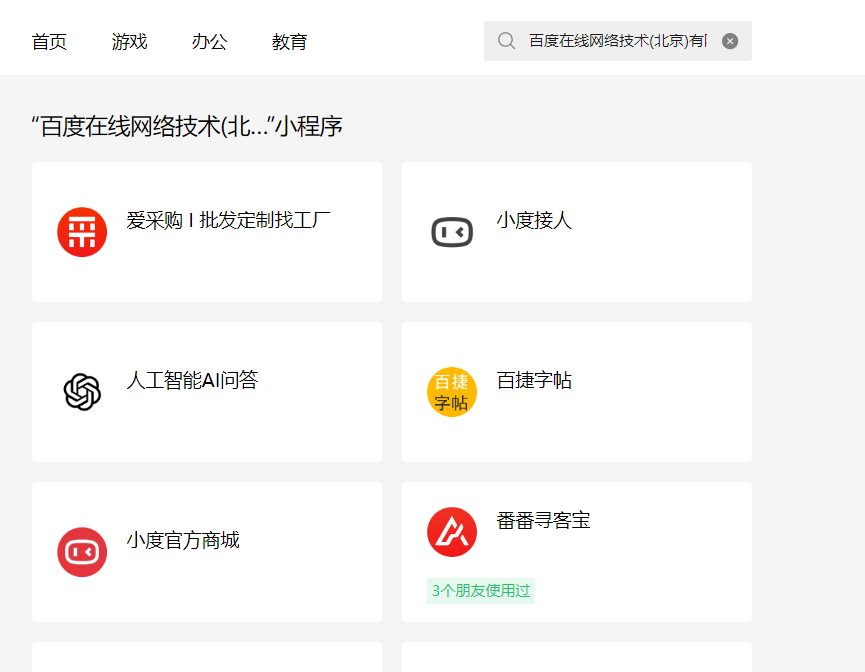 首页 游戏 办公 教育 百度在线网络技术(北京)有
“百度在线网络技术(北...”小程序
爱采购 l 批发定制找工厂 小度接人
人工智能AI问答 百捷字帖 百捷字帖
小度官方商城 番番寻客宝
3个朋友使用过